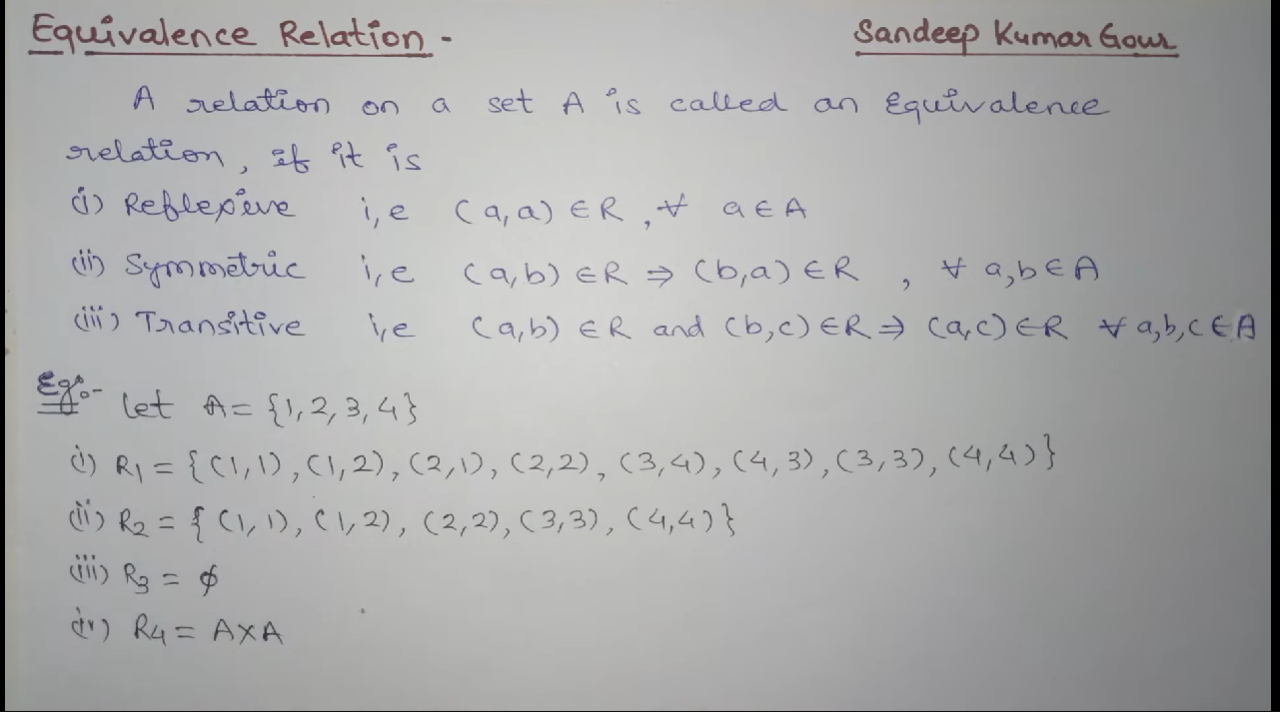 Equivalence Relation - Sandeep Kumar Gour
A relation on a set A is called an Equivalence
relation, if it is
(i) Reflexive i,e (a,a) ∈ R, ∀ a ∈ A
(ii) Symmetric i,e (a,b) ∈ R ⇒ (b,a) ∈ R , ∀ a,b ∈ A
(iii) Transitive i,e (a,b) ∈ R and (b,c) ∈ R ⇒ (a,c) ∈ R ∀ a,b,c ∈ A
Eg:- let A = {1,2,3,4}
(i) R₁ = {(1,1), (1,2), (2,1), (2,2), (3,4), (4,3), (3,3), (4,4)}
(ii) R₂ = {(1,1), (1,2), (2,2), (3,3), (4,4)}
(iii) R₃ = ϕ
(iv) R₄ = A×A